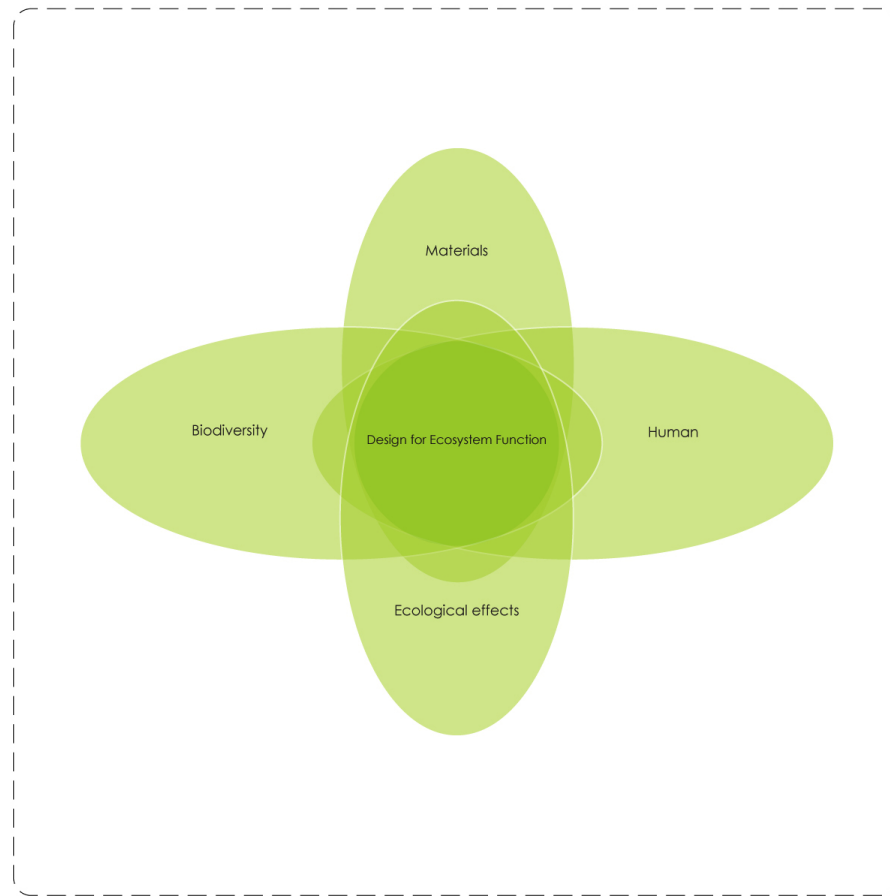 Materials
Biodiversity
Design for Ecosystem Function
Human
Ecological effects